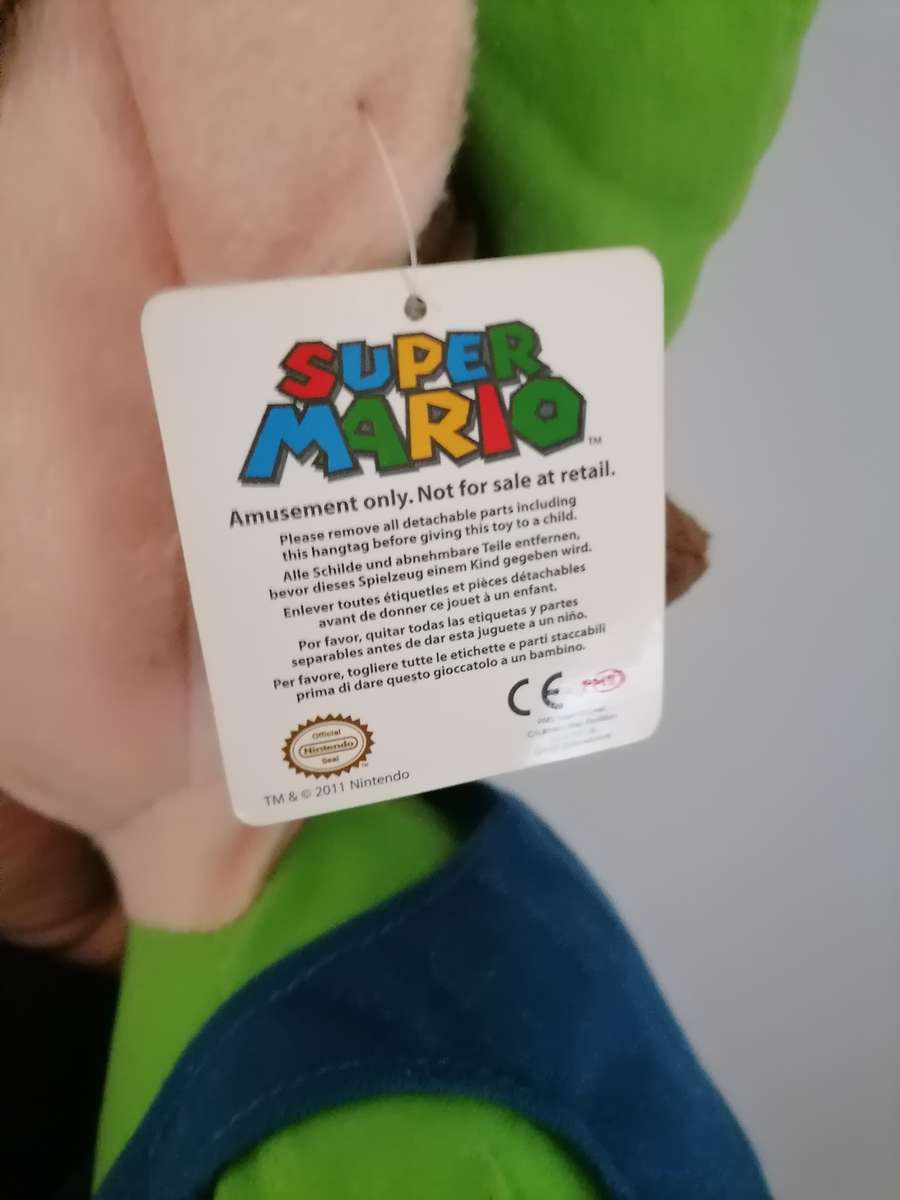 SUPER
MARIO
TM
Amusement only. Not for sale at retail.
Please remove all detachable parts including
this hangtag before giving this toy to a child.
Alle Schilde und abnehmbare Teile entfernen,
bevor dieses Spielzeug einem Kind gegeben wird.
Enlever toutes étiquetles et pièces détachables
avant de donner ce jouet à un enfant.
Por favor, quitar todas las etiquetas y partes
separables antes de dar esta juguete a un niño.
Per favore, togliere tutte le etichette e parti staccabili
prima di dare questo gioccatolo a un bambino.
CE PMS
Official
Nintendo
Seal
TM
TM & © 2011 Nintendo